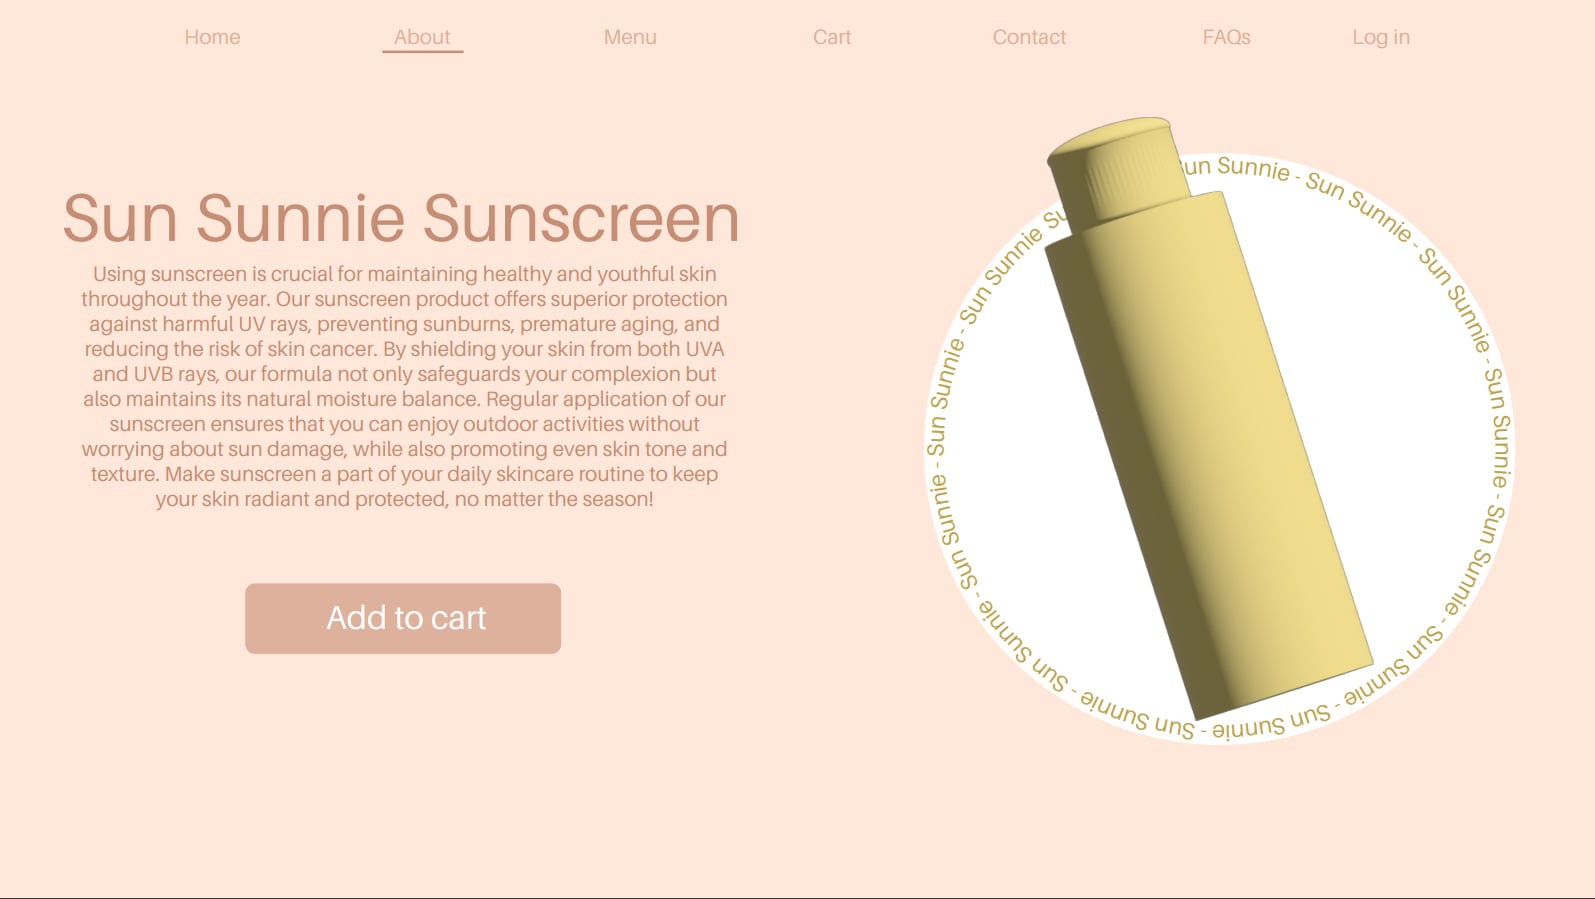 Home About Menu Cart Contact FAQs Log in
Sun Sunnie Sunscreen
Using sunscreen is crucial for maintaining healthy and youthful skin
throughout the year. Our sunscreen product offers superior protection
against harmful UV rays, preventing sunburns, premature aging, and
reducing the risk of skin cancer. By shielding your skin from both UVA
and UVB rays, our formula not only safeguards your complexion but
also maintains its natural moisture balance. Regular application of our
sunscreen ensures that you can enjoy outdoor activities without
worrying about sun damage, while also promoting even skin tone and
texture. Make sunscreen a part of your daily skincare routine to keep
your skin radiant and protected, no matter the season!
Add to cart
un Sunnie - Sun Sunnie - Sun Sunnie - Sun Sunnie - Sun Sunnie - Sun Sunnie - Sun Sunnie - Sun Sunnie - Sun Sunnie - Sun Sunnie - Sun Sunnie - Sun Sunnie Su